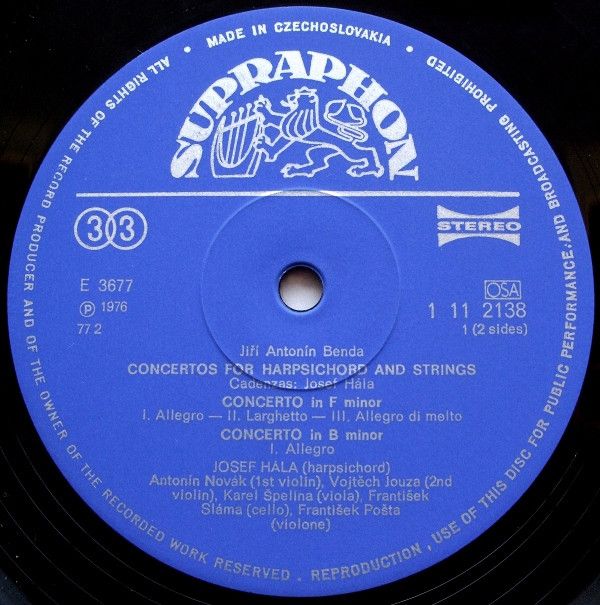 ALL RIGHTS OF THE RECORD PRODUCER AND OF THE OWNER OF THE RECORDED WORK RESERVED • REPRODUCTION, USE OF THIS DISC FOR PUBLIC PERFORMANCE AND BROADCASTING PROHIBITED •
MADE IN CZECHOSLOVAKIA •
SUPRAPHON
33
STEREO
E 3677
Ⓟ 1976
77 2
OSA
1 11 2138
1 (2 sides)
Jiří Antonín Benda
CONCERTOS FOR HARPSICHORD AND STRINGS
Cadenzas: Josef Hála
CONCERTO in F minor
I. Allegro — II. Larghetto — III. Allegro di molto
CONCERTO in B minor
I. Allegro
JOSEF HÁLA (harpsichord)
Antonín Novák (1st violin), Vojtěch Jouza (2nd
violin), Karel Špelina (viola), František
Sláma (cello), František Pošta
(violone)